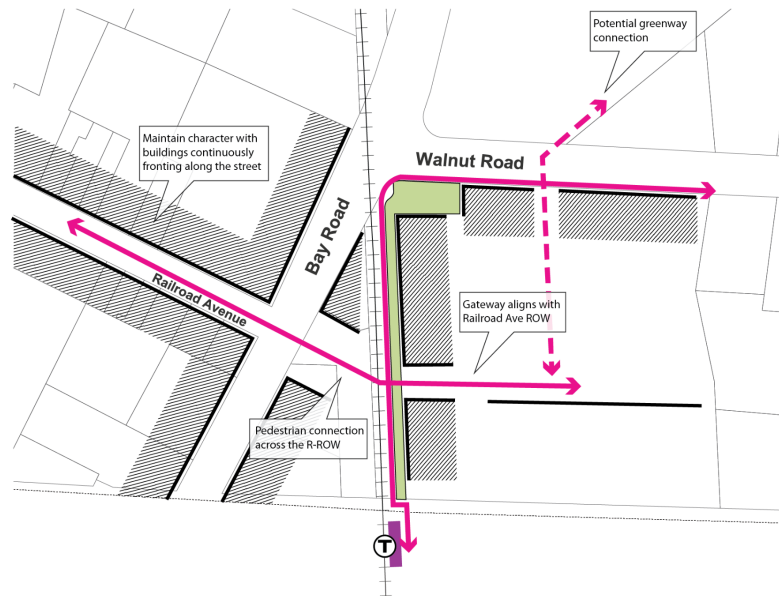 Potential greenway
connection
Maintain character with
buildings continuously
fronting along the street
Walnut Road
Bay Road
Railroad Avenue
Gateway aligns with
Railroad Ave ROW
Pedestrian connection
across the R-ROW
T